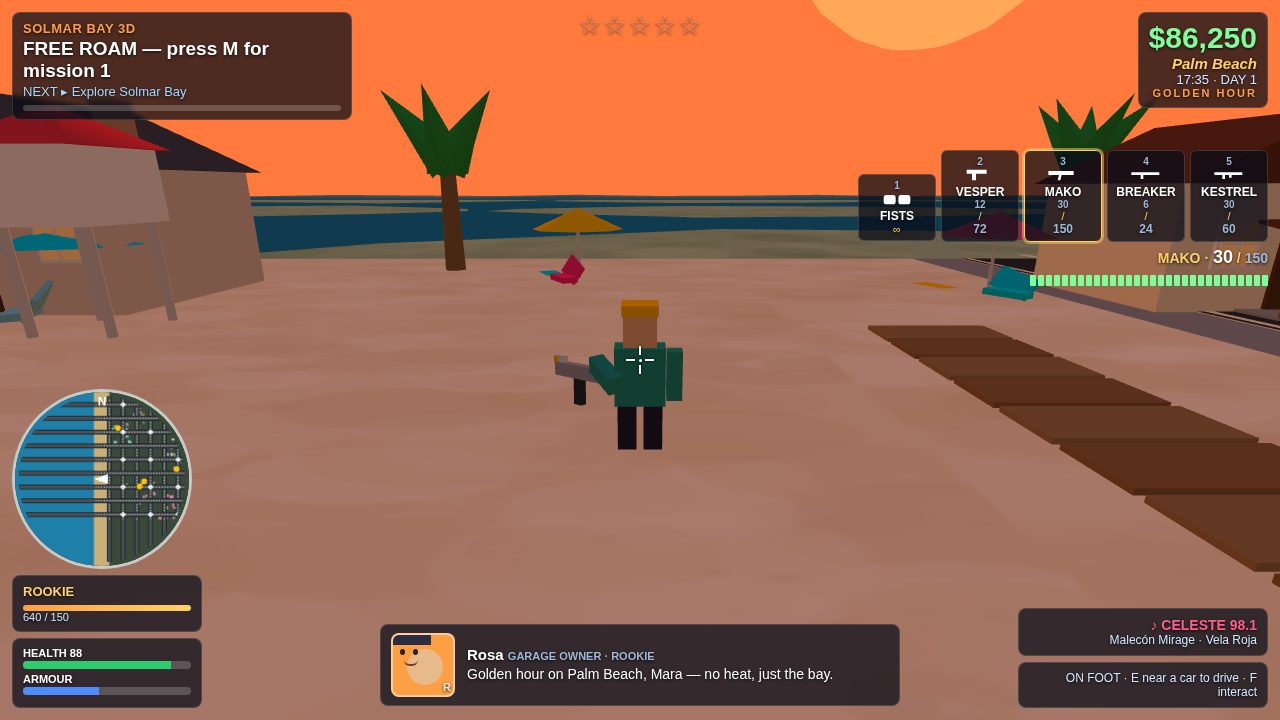 SOLMAR BAY 3D
FREE ROAM — press M for
mission 1
NEXT ▸ Explore Solmar Bay
☆☆☆☆☆
$86,250
Palm Beach
17:35 · DAY 1
GOLDEN HOUR
1
FISTS
∞
2
VESPER
12
/
72
3
MAKO
30
/
150
4
BREAKER
6
/
24
5
KESTREL
30
/
60
MAKO · 30 / 150
N
ROOKIE
640 / 150
HEALTH 88
ARMOUR
R
Rosa GARAGE OWNER · ROOKIE
Golden hour on Palm Beach, Mara — no heat, just the bay.
♪ CELESTE 98.1
Malecón Mirage · Vela Roja
ON FOOT · E near a car to drive · F
interact